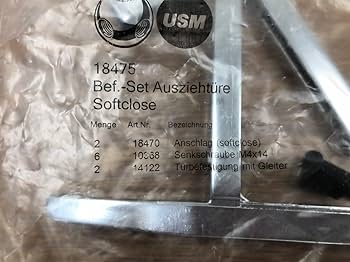 USM
18475
Bef.-Set Ausziehtüre
Softclose
Menge Art.Nr. Bezeichnung
2 18470 Anschlag (softclose)
6 10368 Senkschraube M4x14
2 14122 Türbefestigung mit Gleiter